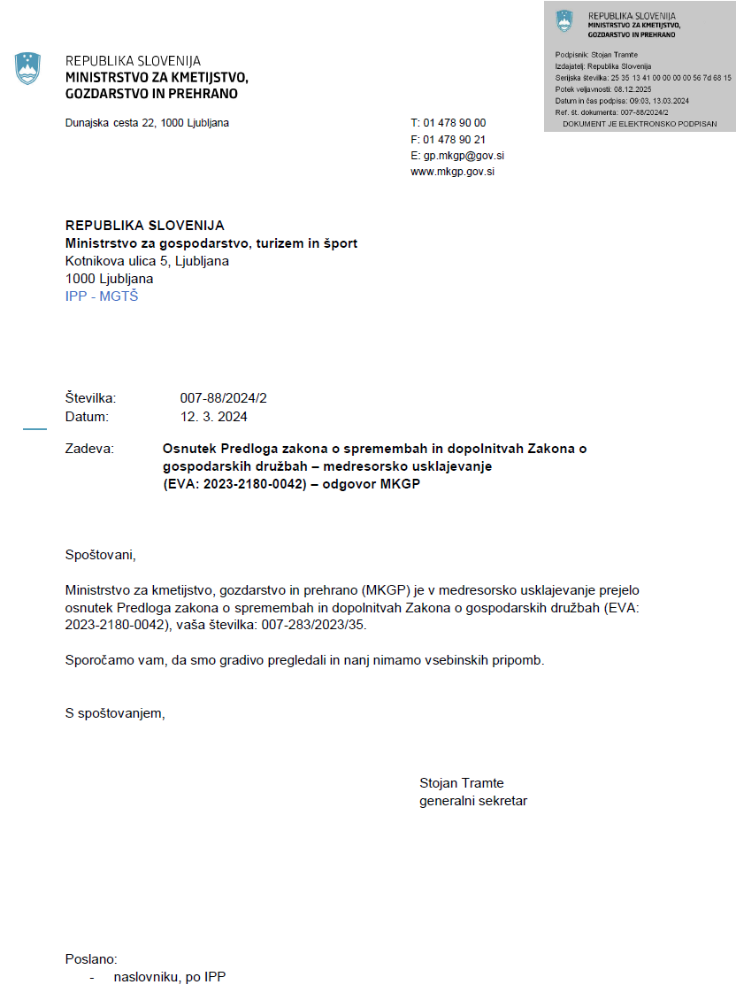 REPUBLIKA SLOVENIJA
MINISTRSTVO ZA KMETIJSTVO,
GOZDARSTVO IN PREHRANO
Podpisnik: Stojan Tramte
Izdajatelj: Republika Slovenija
Serijska številka: 25 35 13 41 00 00 00 00 56 7d 68 15
Potek veljavnosti: 08.12.2025
Datum in čas podpisa: 09:03, 13.03.2024
Ref. št. dokumenta: 007-88/2024/2
DOKUMENT JE ELEKTRONSKO PODPISAN
REPUBLIKA SLOVENIJA
MINISTRSTVO ZA KMETIJSTVO,
GOZDARSTVO IN PREHRANO
Dunajska cesta 22, 1000 Ljubljana
T: 01 478 90 00
F: 01 478 90 21
E: gp.mkgp@gov.si
www.mkgp.gov.si
REPUBLIKA SLOVENIJA
Ministrstvo za gospodarstvo, turizem in šport
Kotnikova ulica 5, Ljubljana
1000 Ljubljana
IPP - MGTŠ
Številka: 007-88/2024/2
Datum: 12. 3. 2024
Zadeva: Osnutek Predloga zakona o spremembah in dopolnitvah Zakona o
gospodarskih družbah – medresorsko usklajevanje
(EVA: 2023-2180-0042) – odgovor MKGP
Spoštovani,
Ministrstvo za kmetijstvo, gozdarstvo in prehrano (MKGP) je v medresorsko usklajevanje prejelo
osnutek Predloga zakona o spremembah in dopolnitvah Zakona o gospodarskih družbah (EVA:
2023-2180-0042), vaša številka: 007-283/2023/35.
Sporočamo vam, da smo gradivo pregledali in nanj nimamo vsebinskih pripomb.
S spoštovanjem,
Stojan Tramte
generalni sekretar
Poslano:
- naslovniku, po IPP